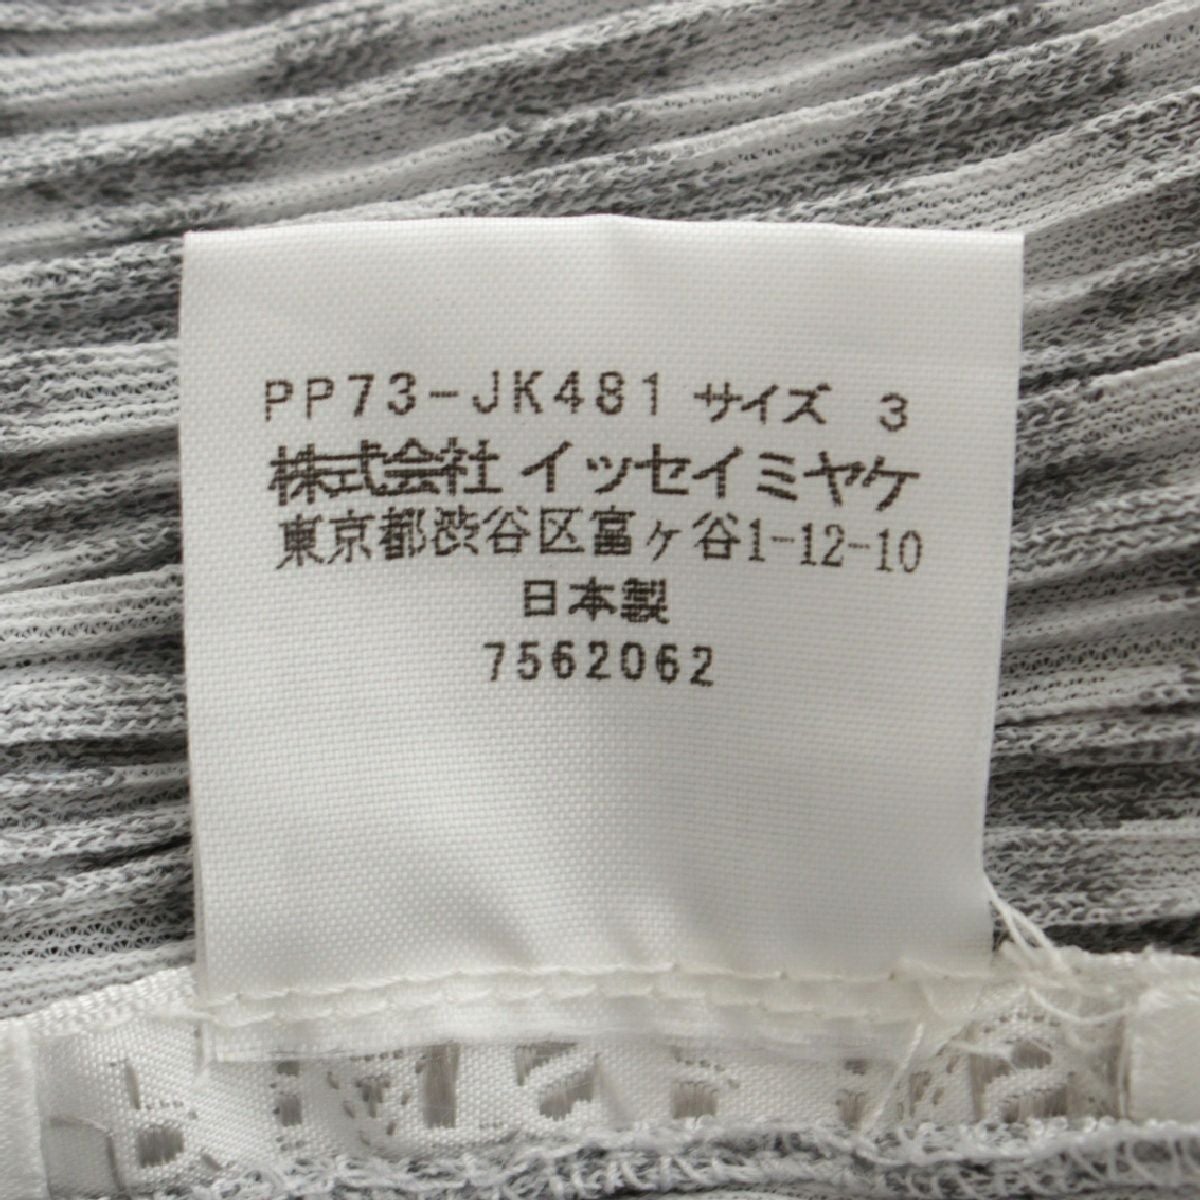 PP73-JK481 サイズ 3
株式会社 イッセイミヤケ
東京都渋谷区富ヶ谷1-12-10
日本製
7562062